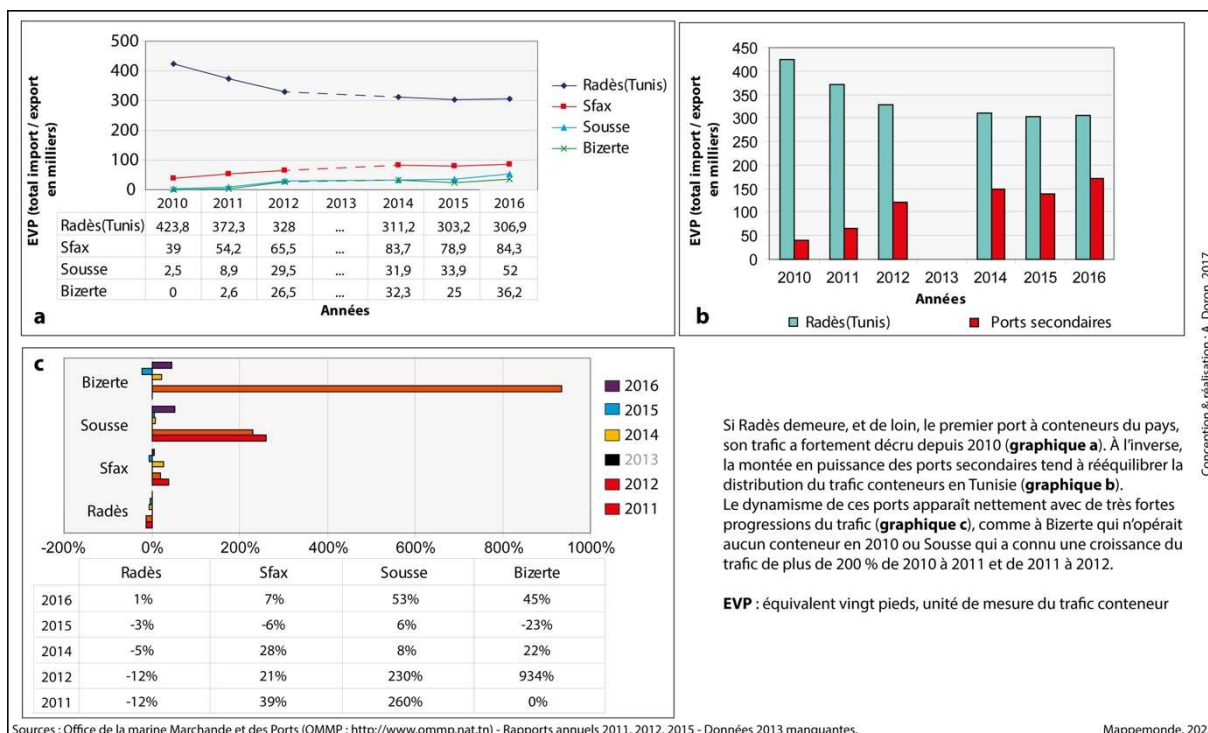 500
400
300
200
100
0
EVP (total import / export
en milliers)
Radès(Tunis)
Sfax
Sousse
Bizerte
2010 2011 2012 2013 2014 2015 2016
Radès(Tunis) 423,8 372,3 328 ... 311,2 303,2 306,9
Sfax 39 54,2 65,5 ... 83,7 78,9 84,3
Sousse 2,5 8,9 29,5 ... 31,9 33,9 52
Bizerte 0 2,6 26,5 ... 32,3 25 36,2
Années
a
450
400
350
300
250
200
150
100
50
0
EVP (total import / export
en milliers)
2010 2011 2012 2013 2014 2015 2016
Années
b
Radès(Tunis) Ports secondaires
c
Bizerte
Sousse
Sfax
Radès
2016
2015
2014
2013
2012
2011
-200% 0% 200% 400% 600% 800% 1000%
Radès Sfax Sousse Bizerte
2016 1% 7% 53% 45%
2015 -3% -6% 6% -23%
2014 -5% 28% 8% 22%
2012 -12% 21% 230% 934%
2011 -12% 39% 260% 0%
Si Radès demeure, et de loin, le premier port à conteneurs du pays,
son trafic a fortement décru depuis 2010 (graphique a). À l'inverse,
la montée en puissance des ports secondaires tend à rééquilibrer la
distribution du trafic conteneurs en Tunisie (graphique b).
Le dynamisme de ces ports apparaît nettement avec de très fortes
progressions du trafic (graphique c), comme à Bizerte qui n'opérait
aucun conteneur en 2010 ou Sousse qui a connu une croissance du
trafic de plus de 200 % de 2010 à 2011 et de 2011 à 2012.
EVP : équivalent vingt pieds, unité de mesure du trafic conteneur
Conception & réalisation : A. Doron, 2017
Sources : Office de la marine Marchande et des Ports (OMMP ; http://www.ommp.nat.tn) - Rapports annuels 2011, 2012, 2015 - Données 2013 manquantes.
Mappemonde,